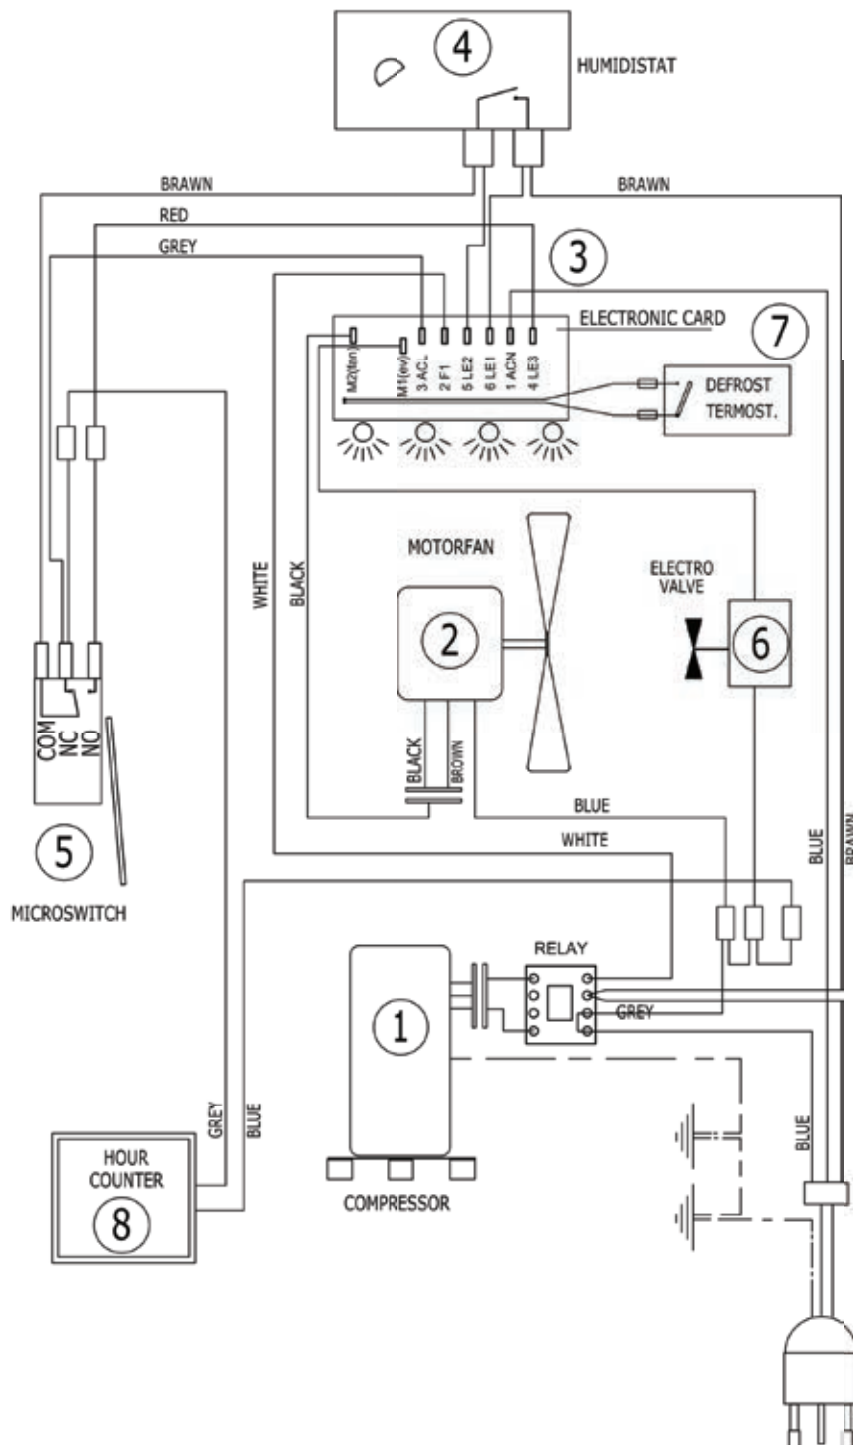 4
HUMIDISTAT
BRAWN
BRAWN
RED
GREY
3
ELECTRONIC CARD
7
M2(fan)
M1(ev)
3 ACL
2 F1
5 LE2
6 LE1
1 ACN
4 LE3
DEFROST
TERMOST.
MOTORFAN
WHITE
BLACK
ELECTRO
VALVE
2
6
COM
NC
NO
BLACK
BROWN
BLUE
WHITE
BLUE
BRAWN
5
MICROSWITCH
RELAY
1
GREY
GREY
BLUE
BLUE
HOUR
COUNTER
8
COMPRESSOR